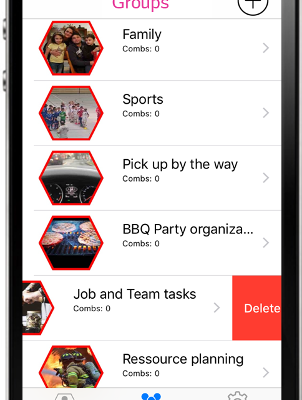 Groups
Family
Combs: 0
Sports
Combs: 0
Pick up by the way
Combs: 0
BBQ Party organiza...
Combs: 0
Job and Team tasks
Combs: 0
Delete
Ressource planning
Combs: 0